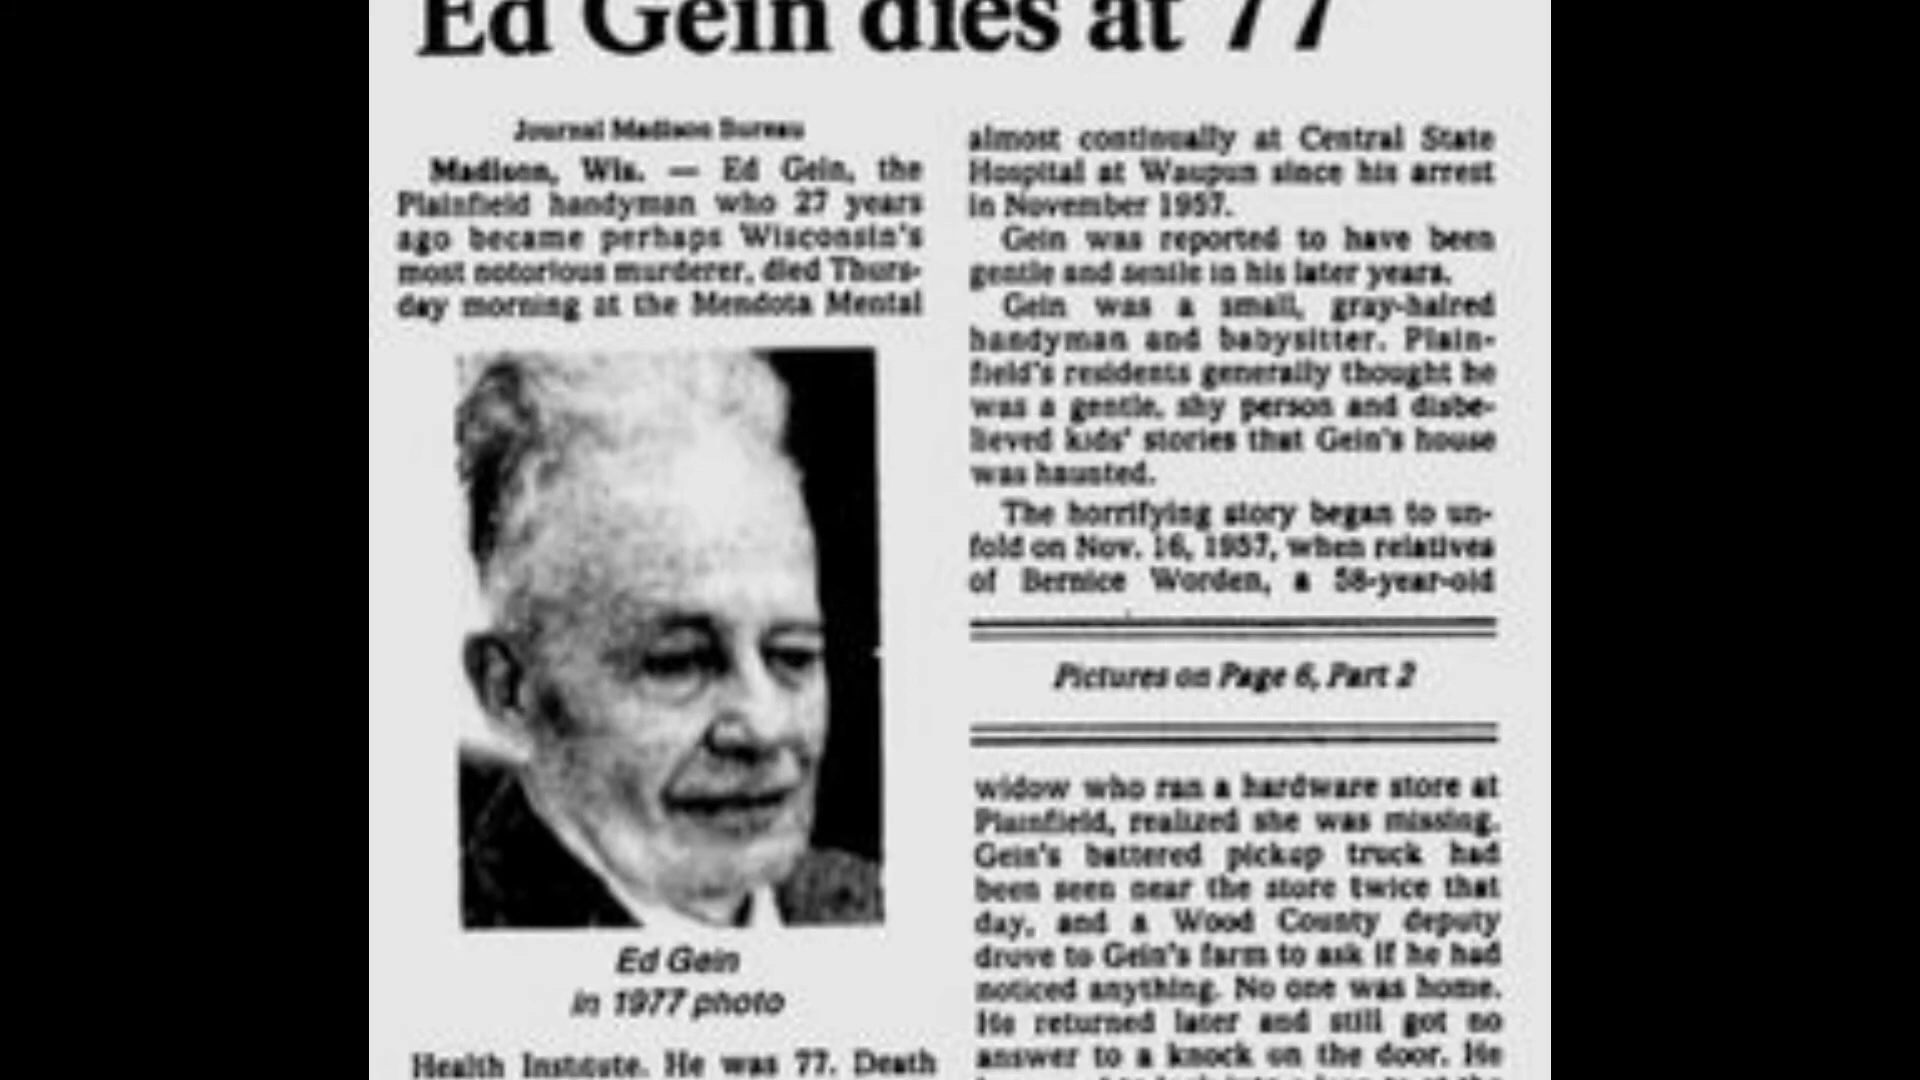 Ed Gein dies at 77
Journal Madison Bureau
Madison, Wis. — Ed Gein, the
Plainfield handyman who 27 years
ago became perhaps Wisconsin's
most notorious murderer, died Thurs-
day morning at the Mendota Mental
Ed Gein
in 1977 photo
Health Institute. He was 77. Death
almost continually at Central State
Hospital at Waupun since his arrest
in November 1957.
Gein was reported to have been
gentle and senile in his later years.
Gein was a small, gray-haired
handyman and babysitter. Plain-
field's residents generally thought he
was a gentle, shy person and disbe-
lieved kids' stories that Gein's house
was haunted.
The horrifying story began to un-
fold on Nov. 16, 1957, when relatives
of Bernice Worden, a 58-year-old
Pictures on Page 6, Part 2
widow who ran a hardware store at
Plainfield, realized she was missing.
Gein's battered pickup truck had
been seen near the store twice that
day, and a Wood County deputy
drove to Gein's farm to ask if he had
noticed anything. No one was home.
He returned later and still got no
answer to a knock on the door. He